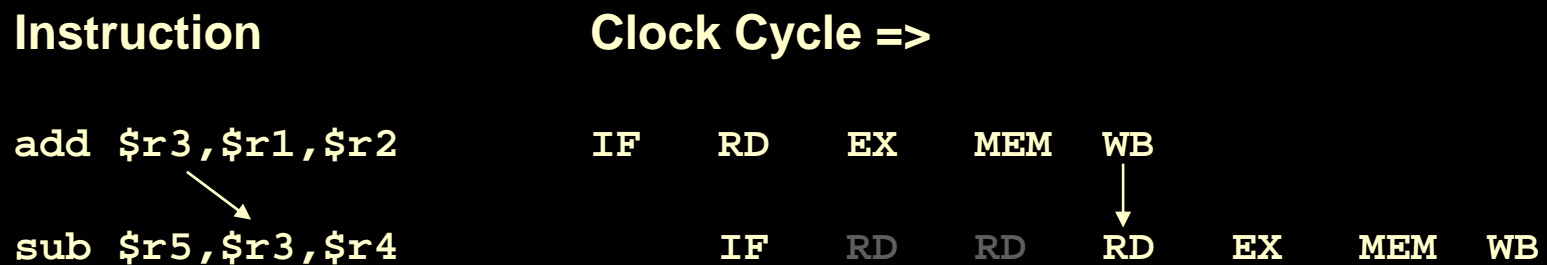 Instruction Clock Cycle =>
add $r3,$r1,$r2 IF RD EX MEM WB
sub $r5,$r3,$r4 IF RD RD RD EX MEM WB